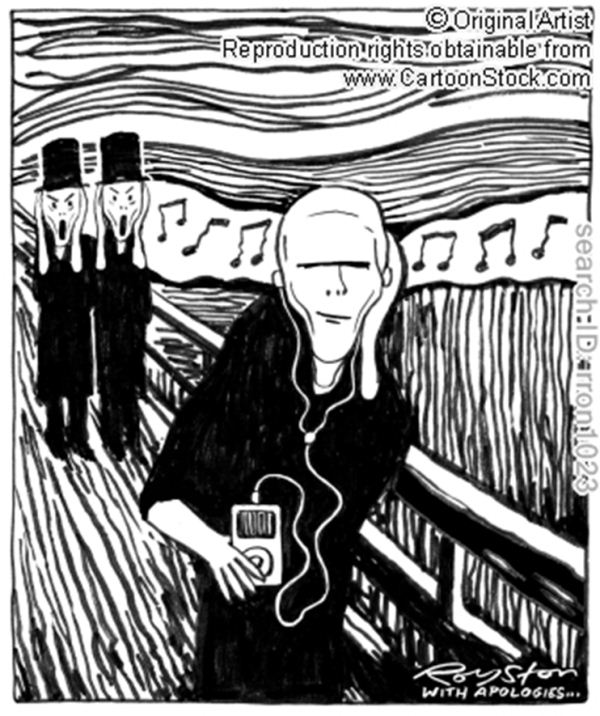 © Original Artist
Reproduction rights obtainable from
www.CartoonStock.com
search ID: rron1023
Royston
WITH APOLOGIES...